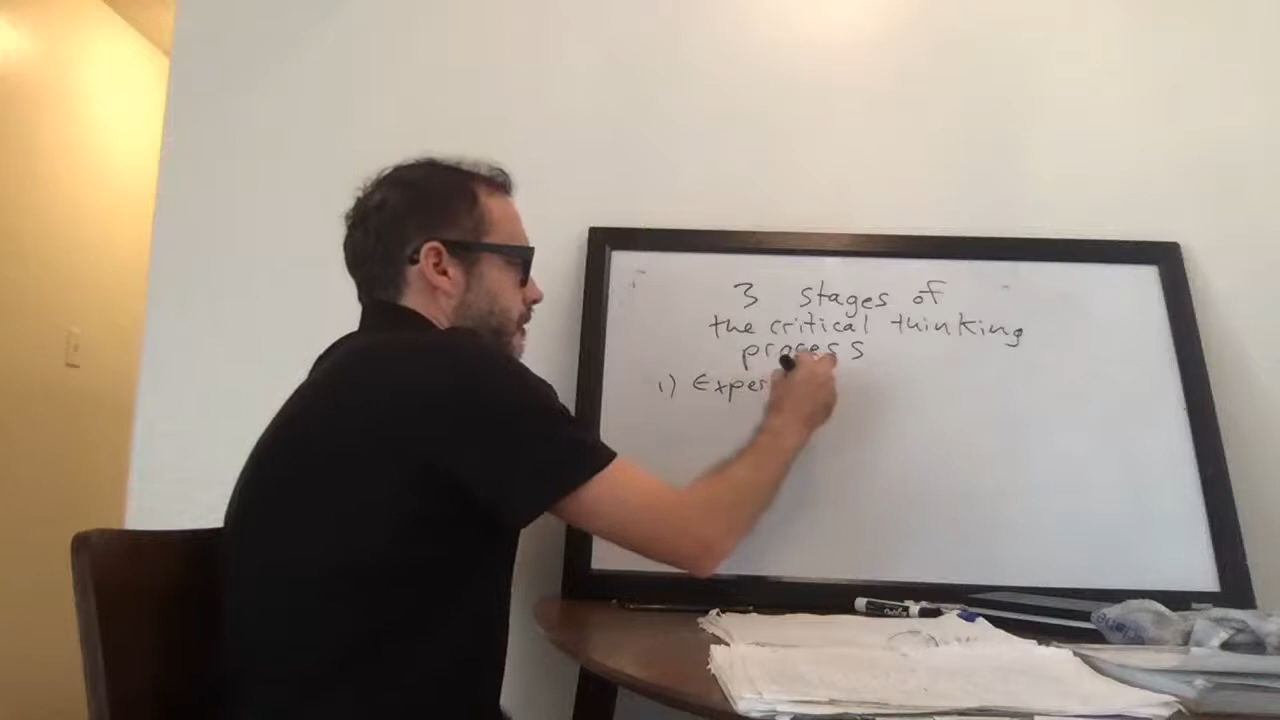 3 stages of
the critical thinking
process
1) Exper